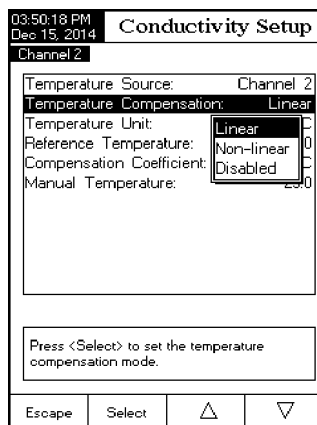 03:50:18 PM
Dec 15, 2014
Conductivity Setup
Channel 2
Temperature Source: Channel 2
Temperature Compensation: Linear
Temperature Unit: C
Reference Temperature: 0
Compensation Coefficient: C
Manual Temperature:
Linear
Non-linear
Disabled
Press <Select> to set the temperature
compensation mode.
Escape Select △ ▽